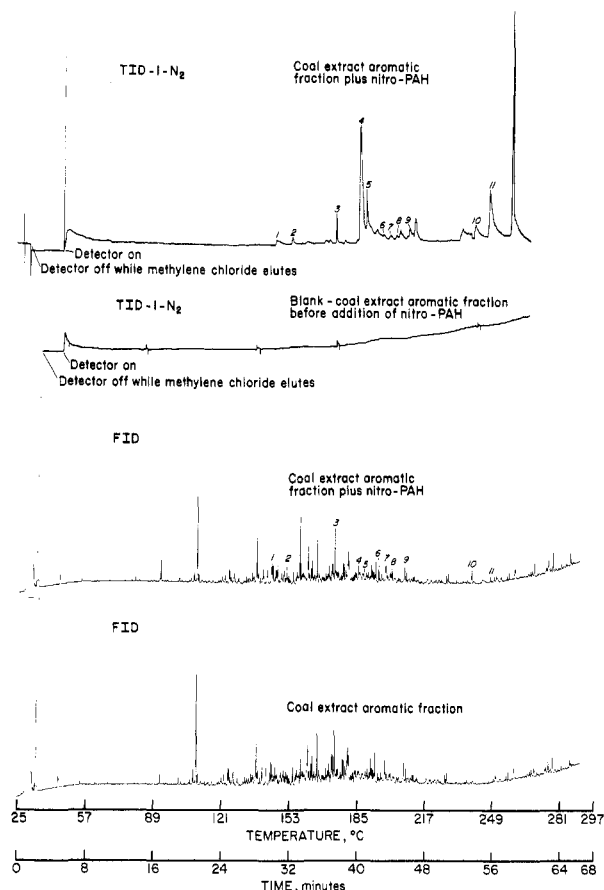 TID-1-N2
Coal extract aromatic
fraction plus nitro-PAH
4
5
3
11
1
2
6
7
8
9
10
Detector on
Detector off while methylene chloride elutes
TID-1-N2
Blank - coal extract aromatic fraction
before addition of nitro-PAH
Detector on
Detector off while methylene chloride elutes
FID
Coal extract aromatic
fraction plus nitro-PAH
3
1
2
4
5
6
7
8
9
10
11
FID
Coal extract aromatic fraction
25 57 89 121 153 185 217 249 281 297
TEMPERATURE, °C
0 8 16 24 32 40 48 56 64 68
TIME, minutes